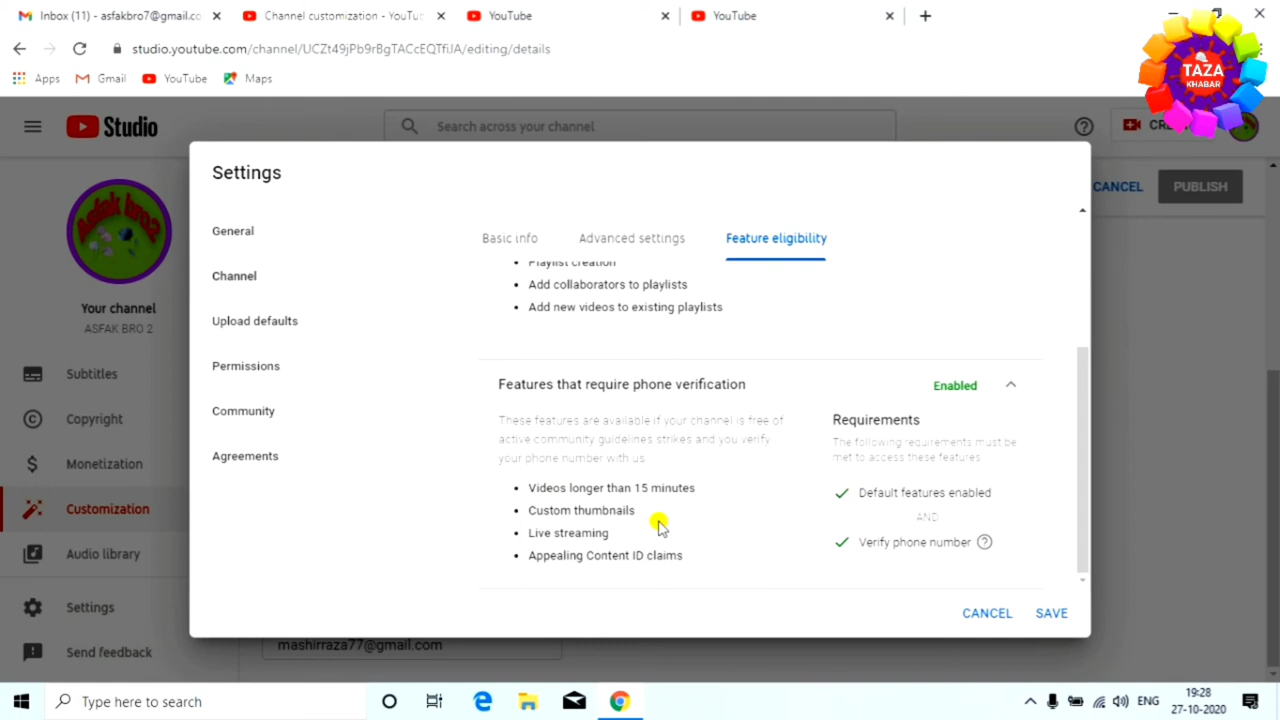 Inbox (11) - asfakbro7@gmail.co
Channel customization - YouTu
YouTube
YouTube
studio.youtube.com/channel/UCZt49jPb9rBgTACcEQTfiJA/editing/details
Apps
Gmail
YouTube
Maps
TAZA
KHABAR
Studio
Search across your channel
CANCEL
PUBLISH
Asfak bro2
Your channel
ASFAK BRO 2
Subtitles
Copyright
Monetization
Customization
Audio library
Settings
Send feedback
Settings
General
Channel
Upload defaults
Permissions
Community
Agreements
Basic info
Advanced settings
Feature eligibility
Playlist creation
Add collaborators to playlists
Add new videos to existing playlists
Features that require phone verification
Enabled
These features are available if your channel is free of
active community guidelines strikes and you verify
your phone number with us
Videos longer than 15 minutes
Custom thumbnails
Live streaming
Appealing Content ID claims
Requirements
The following requirements must be
met to access these features
Default features enabled
AND
Verify phone number
CANCEL
SAVE
mashirraza77@gmail.com
Type here to search
ENG
19:28
27-10-2020